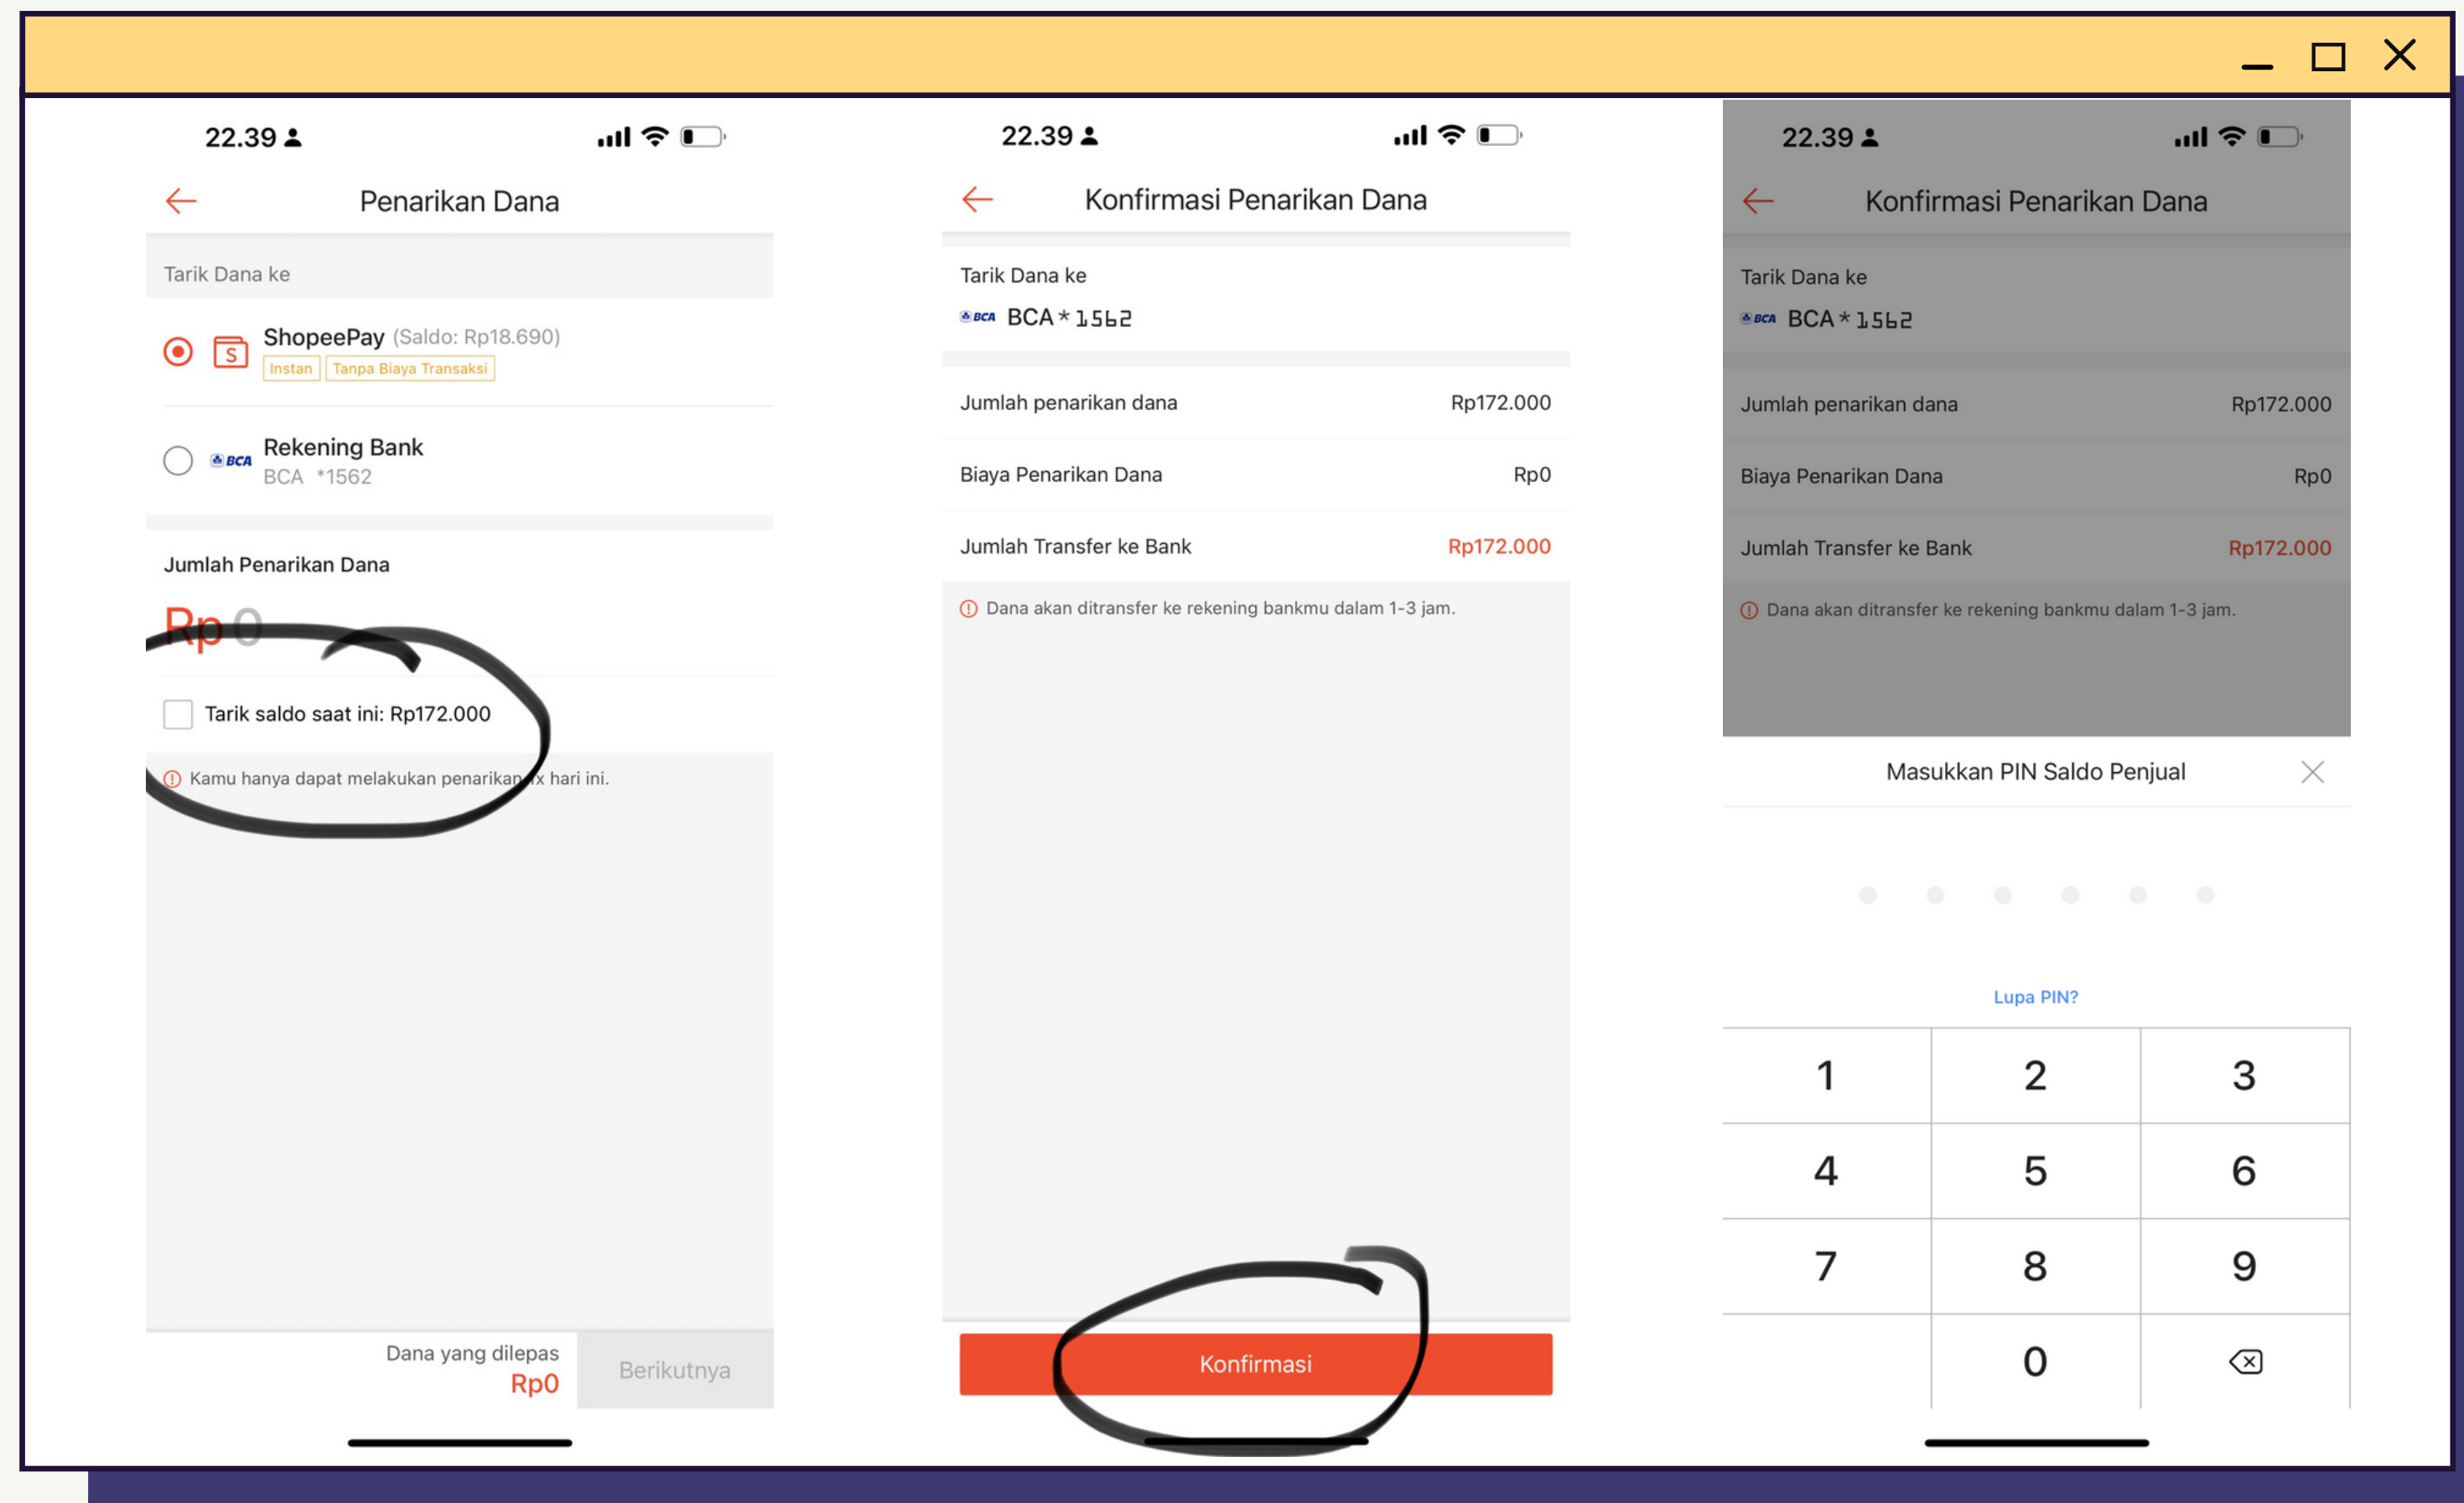 22.39
Penarikan Dana
Tarik Dana ke
ShopeePay (Saldo: Rp18.690)
Instan Tanpa Biaya Transaksi
BCA Rekening Bank
BCA *1562
Jumlah Penarikan Dana
Rp 0
Tarik saldo saat ini: Rp172.000
Kamu hanya dapat melakukan penarikan 1x hari ini.
Dana yang dilepas
Rp0
Berikutnya
22.39
Konfirmasi Penarikan Dana
Tarik Dana ke
BCA BCA * 1562
Jumlah penarikan dana Rp172.000
Biaya Penarikan Dana Rp0
Jumlah Transfer ke Bank Rp172.000
Dana akan ditransfer ke rekening bankmu dalam 1-3 jam.
Konfirmasi
22.39
Konfirmasi Penarikan Dana
Tarik Dana ke
BCA BCA * 1562
Jumlah penarikan dana Rp172.000
Biaya Penarikan Dana Rp0
Jumlah Transfer ke Bank Rp172.000
Dana akan ditransfer ke rekening bankmu dalam 1-3 jam.
Masukkan PIN Saldo Penjual
Lupa PIN?
1 2 3
4 5 6
7 8 9
0